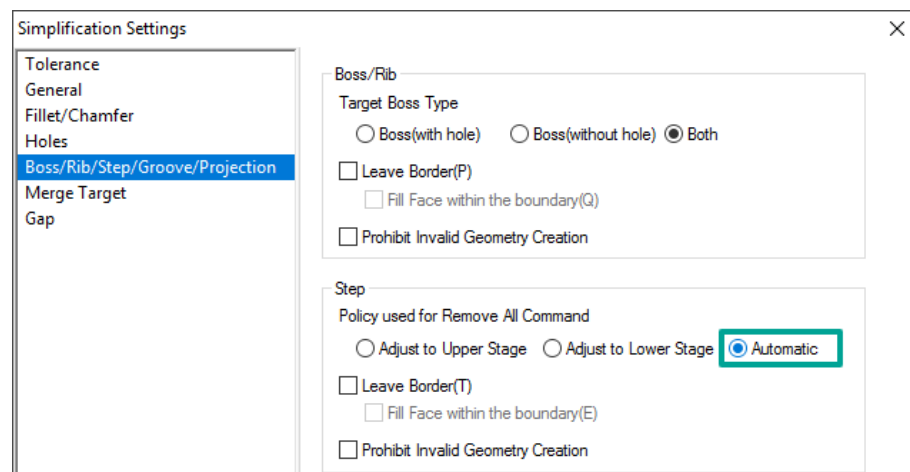 Simplification Settings
Tolerance
General
Fillet/Chamfer
Holes
Boss/Rib/Step/Groove/Projection
Merge Target
Gap
Boss/Rib
Target Boss Type
Boss(with hole) Boss(without hole) Both
Leave Border(P)
Fill Face within the boundary(Q)
Prohibit Invalid Geometry Creation
Step
Policy used for Remove All Command
Adjust to Upper Stage Adjust to Lower Stage Automatic
Leave Border(T)
Fill Face within the boundary(E)
Prohibit Invalid Geometry Creation